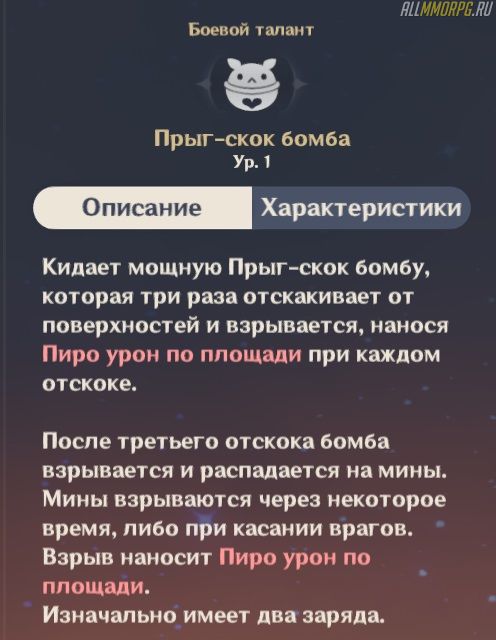 ALLMMORPG.RU
Боевой талант
Прыг-скок бомба
Ур. 1
Описание
Характеристики
Кидает мощную Прыг-скок бомбу,
которая три раза отскакивает от
поверхностей и взрывается, нанося
Пиро урон по площади при каждом
отскоке.
После третьего отскока бомба
взрывается и распадается на мины.
Мины взрываются через некоторое
время, либо при касании врагов.
Взрыв наносит Пиро урон по
площади.
Изначально имеет два заряда.